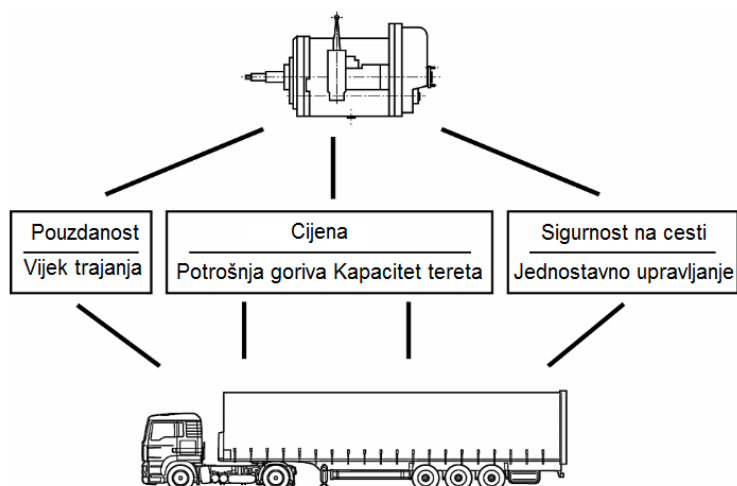 Pouzdanost
Vijek trajanja
Cijena
Potrošnja goriva Kapacitet tereta
Sigurnost na cesti
Jednostavno upravljanje